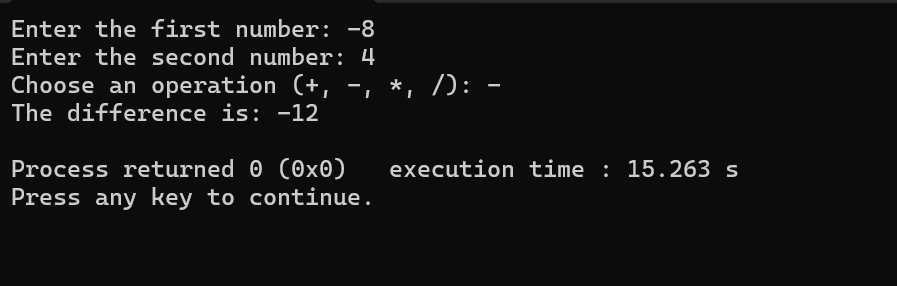 Enter the first number: -8
Enter the second number: 4
Choose an operation (+, -, *, /): -
The difference is: -12
Process returned 0 (0x0)   execution time : 15.263 s
Press any key to continue.